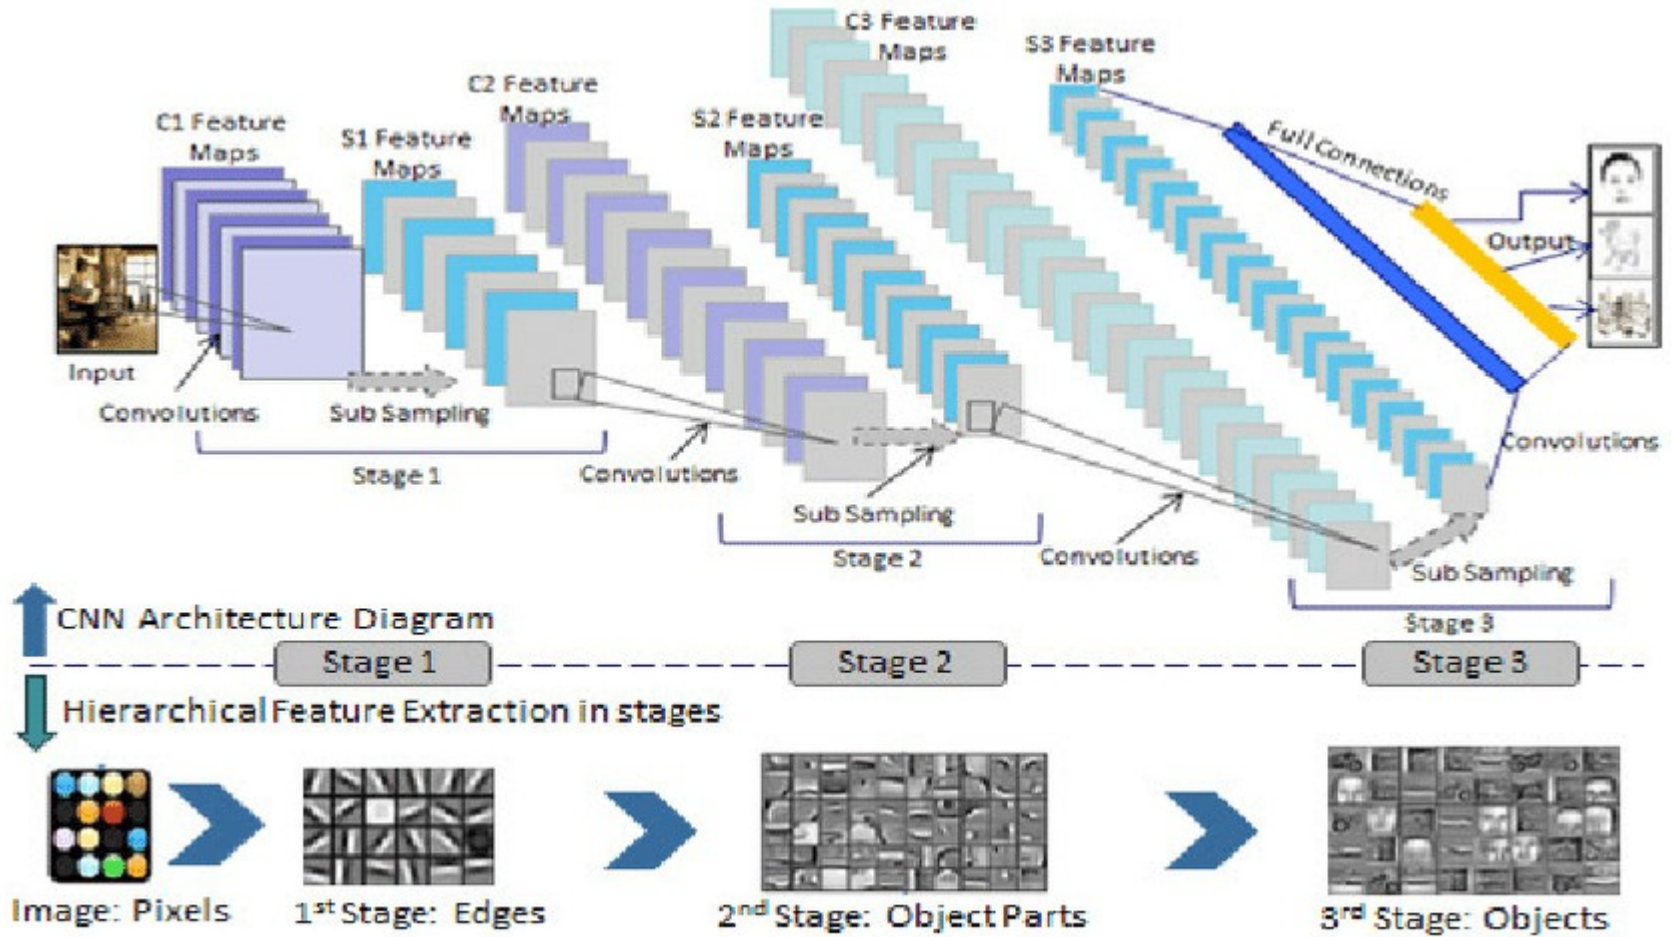 C3 Feature
Maps
S3 Feature
Maps
C2 Feature
Maps
S2 Feature
Maps
C1 Feature
Maps
S1 Feature
Maps
Full Connections
Output
Input
Convolutions
Sub Sampling
Stage 1
Convolutions
Sub Sampling
Stage 2
Convolutions
Convolutions
Sub Sampling
Stage 3
CNN Architecture Diagram
Stage 1
Stage 2
Stage 3
Hierarchical Feature Extraction in stages
Image: Pixels
1st Stage: Edges
2nd Stage: Object Parts
3rd Stage: Objects